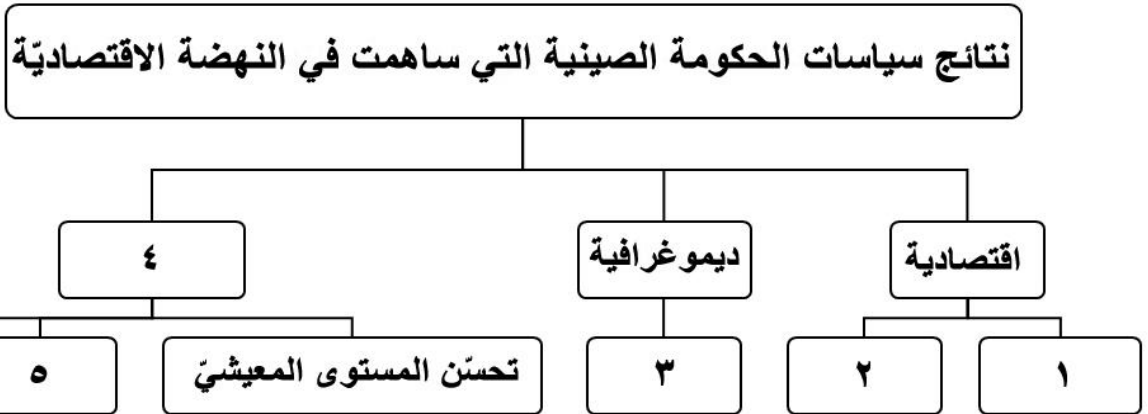 نتائج سياسات الحكومة الصينية التي ساهمت في النهضة الاقتصاديّة
اقتصادية
ديموغرافية
٤
١
٢
٣
تحسّن المستوى المعيشيّ
٥